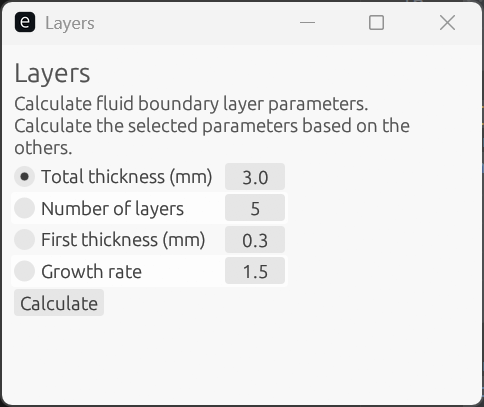 e Layers
Layers
Calculate fluid boundary layer parameters.
Calculate the selected parameters based on the
others.
Total thickness (mm) 3.0
Number of layers 5
First thickness (mm) 0.3
Growth rate 1.5
Calculate